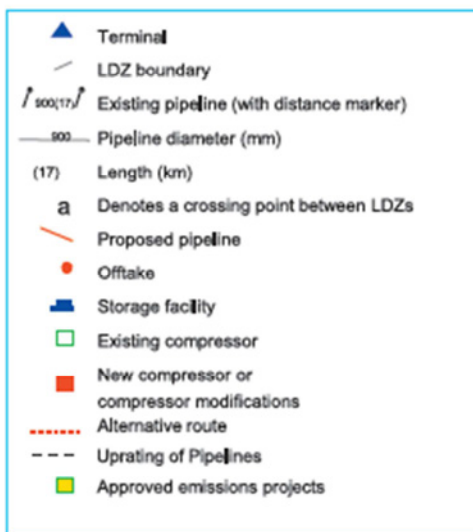 Terminal
LDZ boundary
900(17) Existing pipeline (with distance marker)
900 Pipeline diameter (mm)
(17) Length (km)
a Denotes a crossing point between LDZs
Proposed pipeline
Offtake
Storage facility
Existing compressor
New compressor or
compressor modifications
Alternative route
Uprating of Pipelines
Approved emissions projects